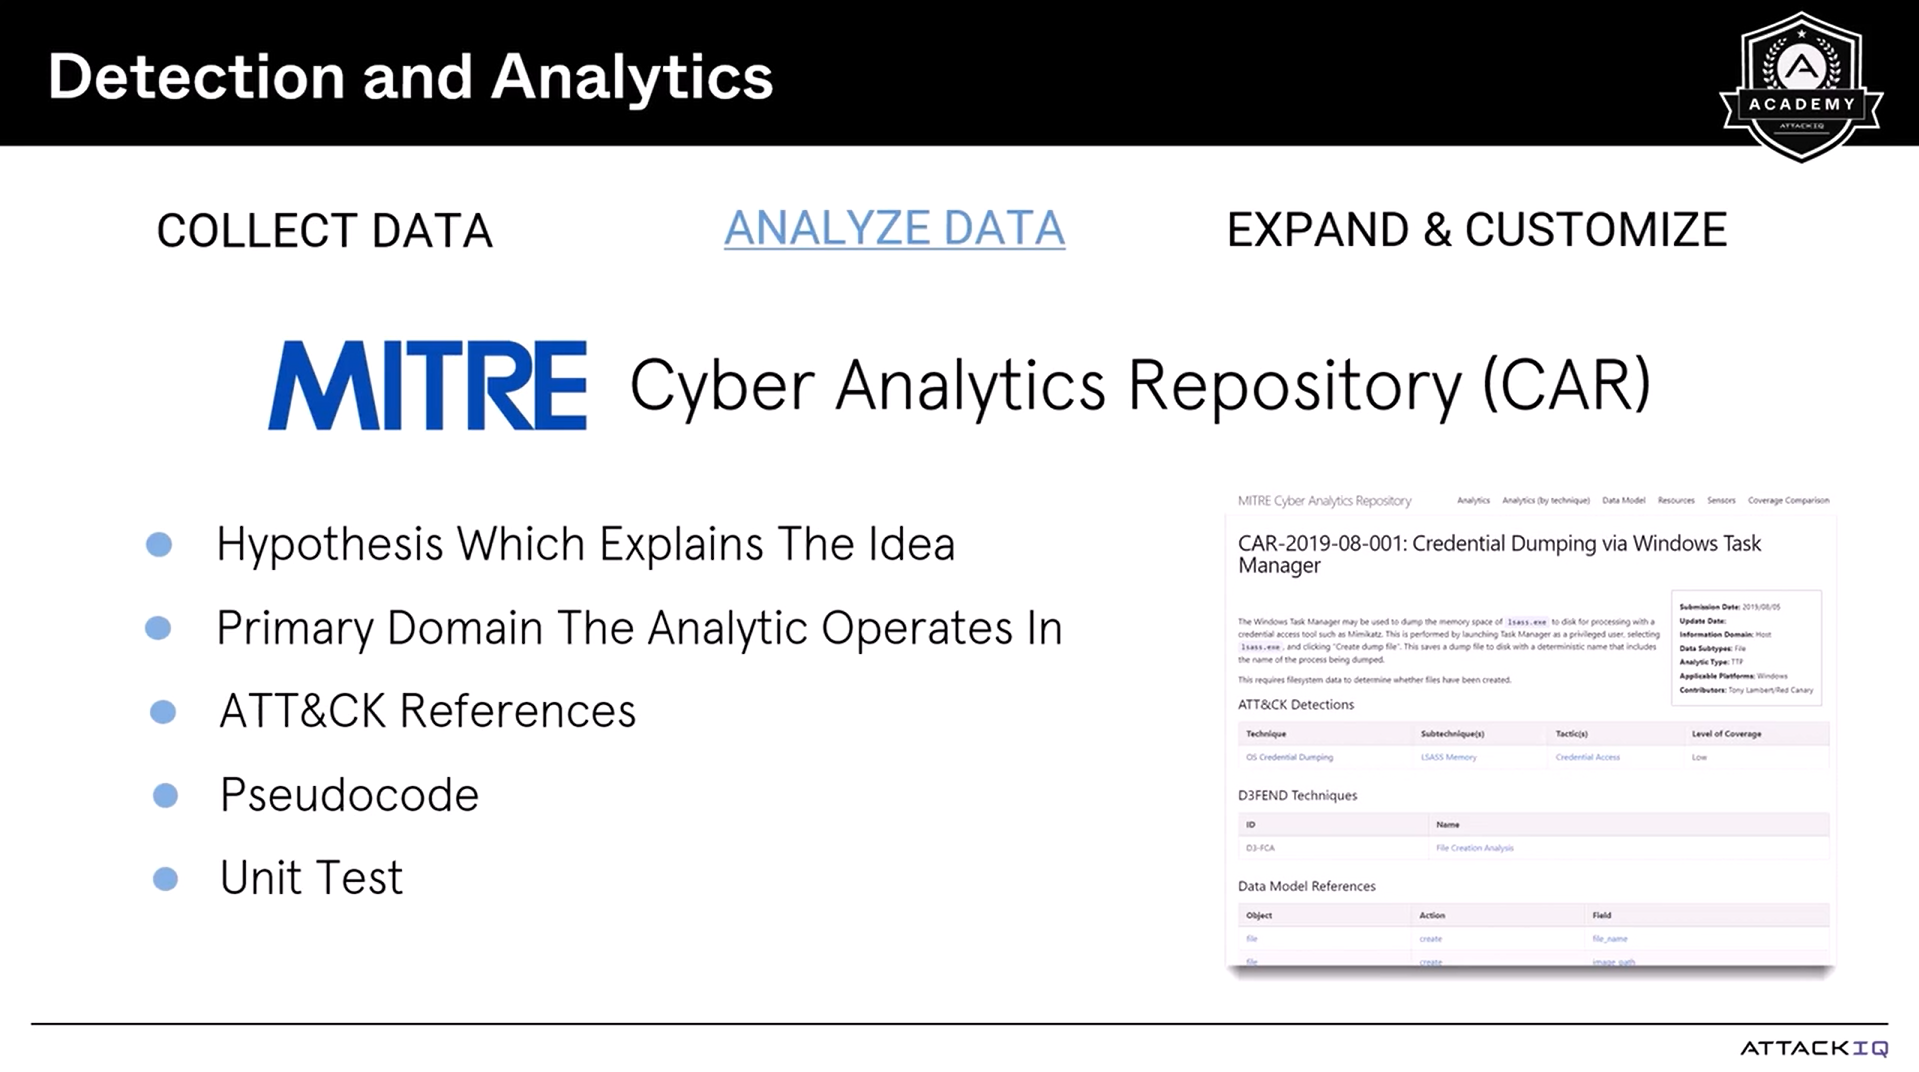 Detection and Analytics
A
ACADEMY
ATTACKIQ
COLLECT DATA
ANALYZE DATA
EXPAND & CUSTOMIZE
MITRE Cyber Analytics Repository (CAR)
Hypothesis Which Explains The Idea
Primary Domain The Analytic Operates In
ATT&CK References
Pseudocode
Unit Test
MITRE Cyber Analytics Repository
Analytics Analytics (by technique) Data Model Resources Sensors Coverage Comparison
CAR-2019-08-001: Credential Dumping via Windows Task
Manager
Submission Date: 2019/08/05
Update Date:
Information Domain: Host
Data Subtypes: File
Analytic Type: TTP
Applicable Platforms: Windows
Contributors: Tony Lambert/Red Canary
The Windows Task Manager may be used to dump the memory space of lsass.exe to disk for processing with a
credential access tool such as Mimikatz. This is performed by launching Task Manager as a privileged user, selecting
lsass.exe, and clicking "Create dump file". This saves a dump file to disk with a deterministic name that includes
the name of the process being dumped.
This requires filesystem data to determine whether files have been created.
ATT&CK Detections
Technique Subtechnique(s) Tactic(s) Level of Coverage
OS Credential Dumping LSASS Memory Credential Access Low
D3FEND Techniques
ID Name
D3-FCA File Creation Analysis
Data Model References
Object Action Field
file create file_name
file create image_path
ATTACKIQ